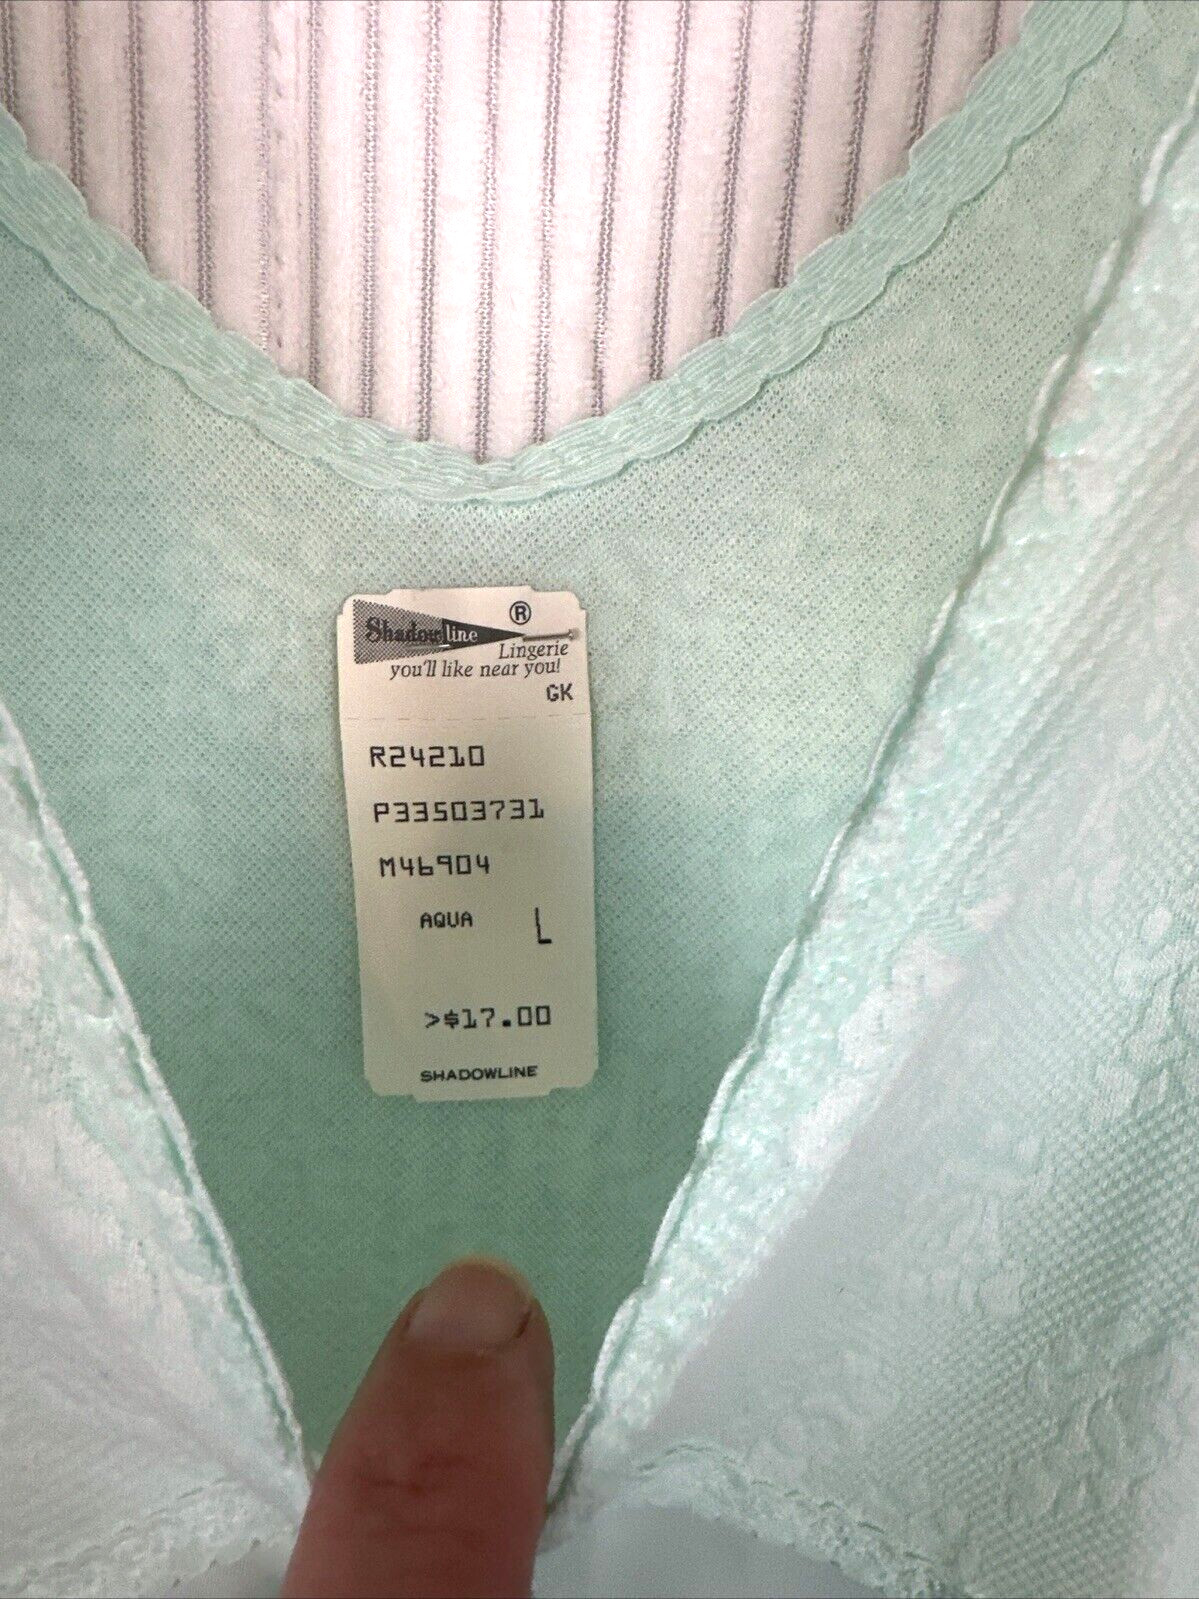 Shadowline ®
Lingerie
you'll like near you!
GK
R24210
P33503731
M46904
AQUA L
>$17.00
SHADOWLINE